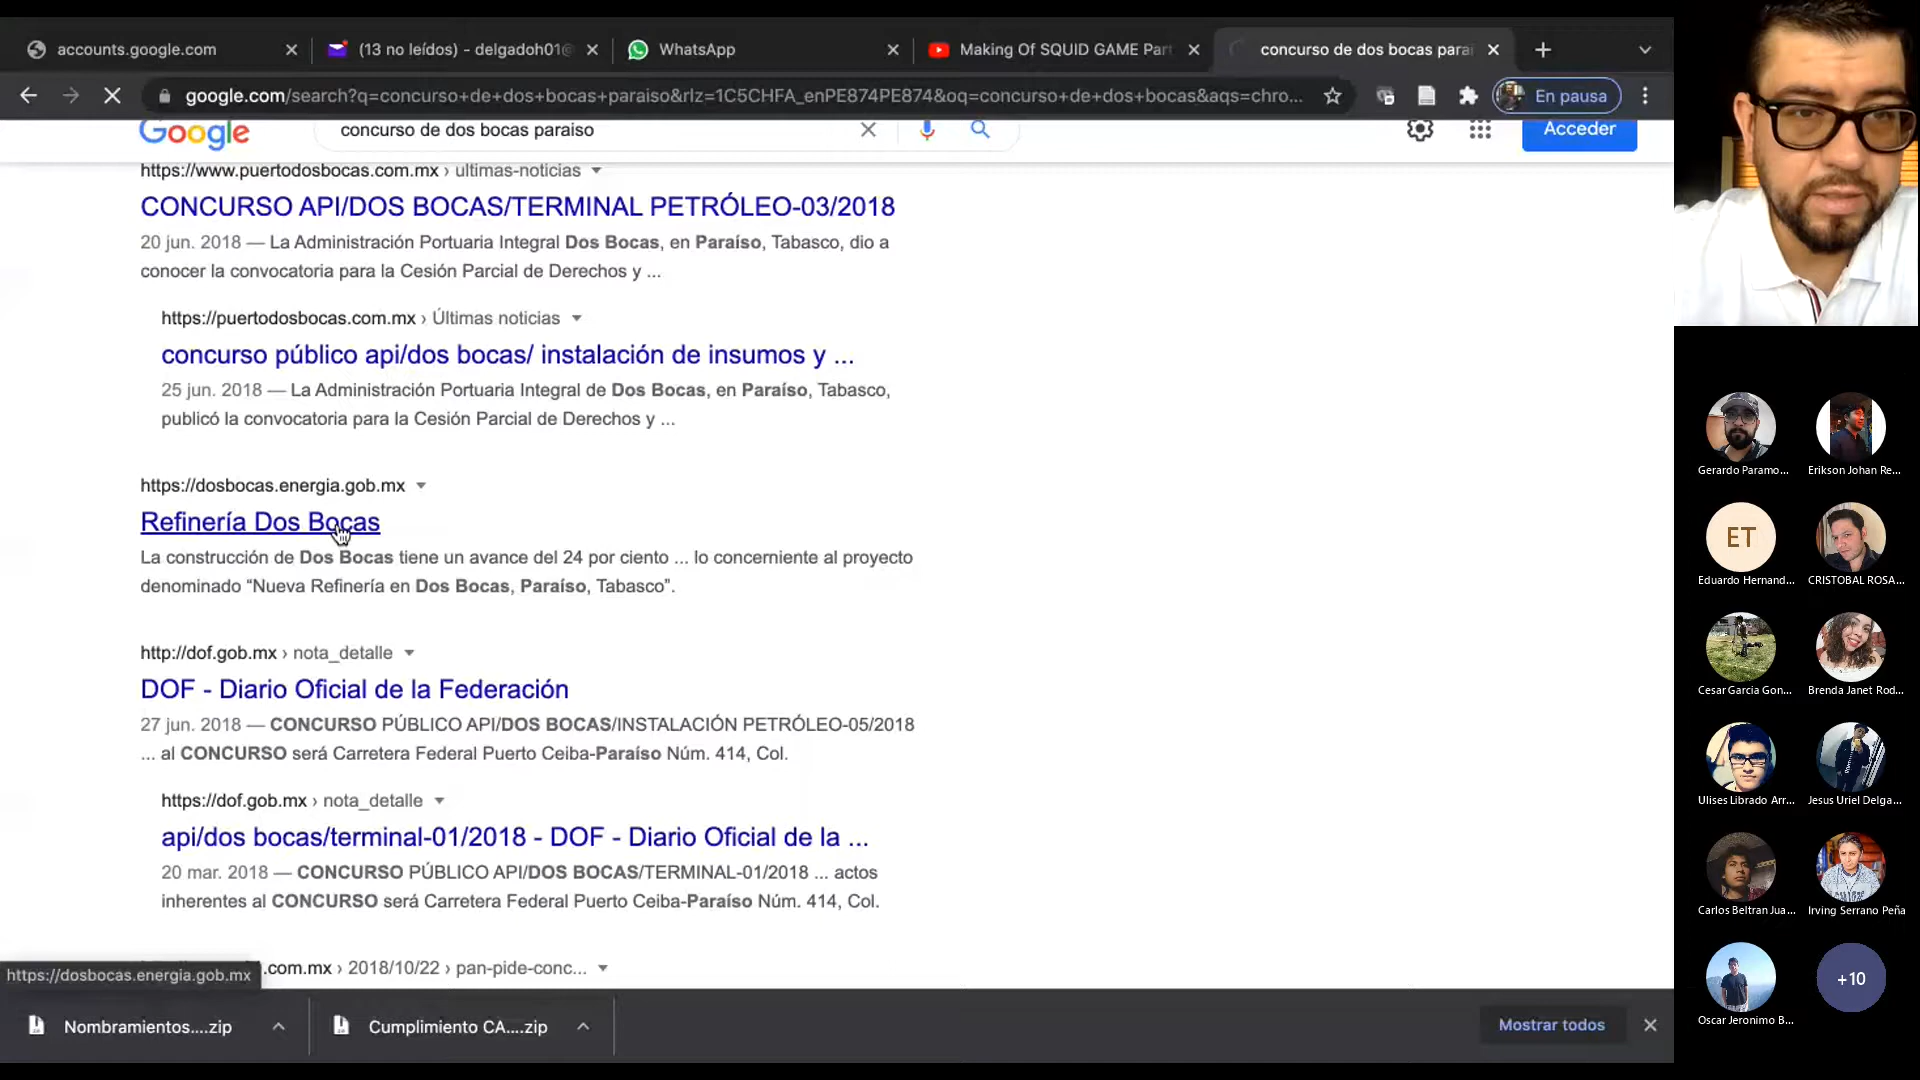 accounts.google.com
(13 no leídos) - delgadoh01@
WhatsApp
Making Of SQUID GAME Part
concurso de dos bocas parai
google.com/search?q=concurso+de+dos+bocas+paraiso&rlz=1C5CHFA_enPE874PE874&oq=concurso+de+dos+bocas&aqs=chro...
En pausa
Google
concurso de dos bocas paraiso
Acceder
https://www.puertodosbocas.com.mx › ultimas-noticias
CONCURSO API/DOS BOCAS/TERMINAL PETRÓLEO-03/2018
20 jun. 2018 — La Administración Portuaria Integral Dos Bocas, en Paraíso, Tabasco, dio a
conocer la convocatoria para la Cesión Parcial de Derechos y ...
https://puertodosbocas.com.mx › Últimas noticias
concurso público api/dos bocas/ instalación de insumos y ...
25 jun. 2018 — La Administración Portuaria Integral de Dos Bocas, en Paraíso, Tabasco,
publicó la convocatoria para la Cesión Parcial de Derechos y ...
https://dosbocas.energia.gob.mx
Refinería Dos Bocas
La construcción de Dos Bocas tiene un avance del 24 por ciento ... lo concerniente al proyecto
denominado “Nueva Refinería en Dos Bocas, Paraíso, Tabasco”.
http://dof.gob.mx › nota_detalle
DOF - Diario Oficial de la Federación
27 jun. 2018 — CONCURSO PÚBLICO API/DOS BOCAS/INSTALACIÓN PETRÓLEO-05/2018
... al CONCURSO será Carretera Federal Puerto Ceiba-Paraíso Núm. 414, Col.
https://dof.gob.mx › nota_detalle
api/dos bocas/terminal-01/2018 - DOF - Diario Oficial de la ...
20 mar. 2018 — CONCURSO PÚBLICO API/DOS BOCAS/TERMINAL-01/2018 ... actos
inherentes al CONCURSO será Carretera Federal Puerto Ceiba-Paraíso Núm. 414, Col.
.com.mx › 2018/10/22 › pan-pide-conc...
https://dosbocas.energia.gob.mx
Nombramientos....zip
Cumplimiento CA....zip
Mostrar todos
Gerardo Paramo...
Erikson Johan Re...
ET
Eduardo Hernand...
CRISTOBAL ROSA...
Cesar Garcia Gon...
Brenda Janet Rod...
Ulises Librado Arr...
Jesus Uriel Delga...
Carlos Beltran Jua...
Irving Serrano Peña
Oscar Jeronimo B...
+10